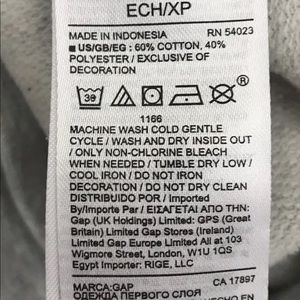 ECH/XP
MADE IN INDONESIA RN 54023
■ US/GB/EG : 60% COTTON, 40%
POLYESTER / EXCLUSIVE OF
DECORATION
30
1166
MACHINE WASH COLD GENTLE
CYCLE / WASH AND DRY INSIDE OUT
/ ONLY NON-CHLORINE BLEACH
WHEN NEEDED / TUMBLE DRY LOW /
COOL IRON / DO NOT IRON
DECORATION / DO NOT DRY CLEAN
DISTRIBUIDO POR / Imported
By/Importe Par / ΕΙΣΑΓΕΤΑΙ ΑΠΟ ΤΗΝ:
Gap (UK Holdings) Limited: GPS (Great
Britain) Limited Gap Stores (Ireland)
Limited Gap Europe Limited All at 103
Wigmore Street, London, W1U 1QS
Egypt Importer: RIGE, LLC
MARCA:GAP CA 17897
ОДЕЖДА ПЕРВОГО СЛОЯ
HECHO EN